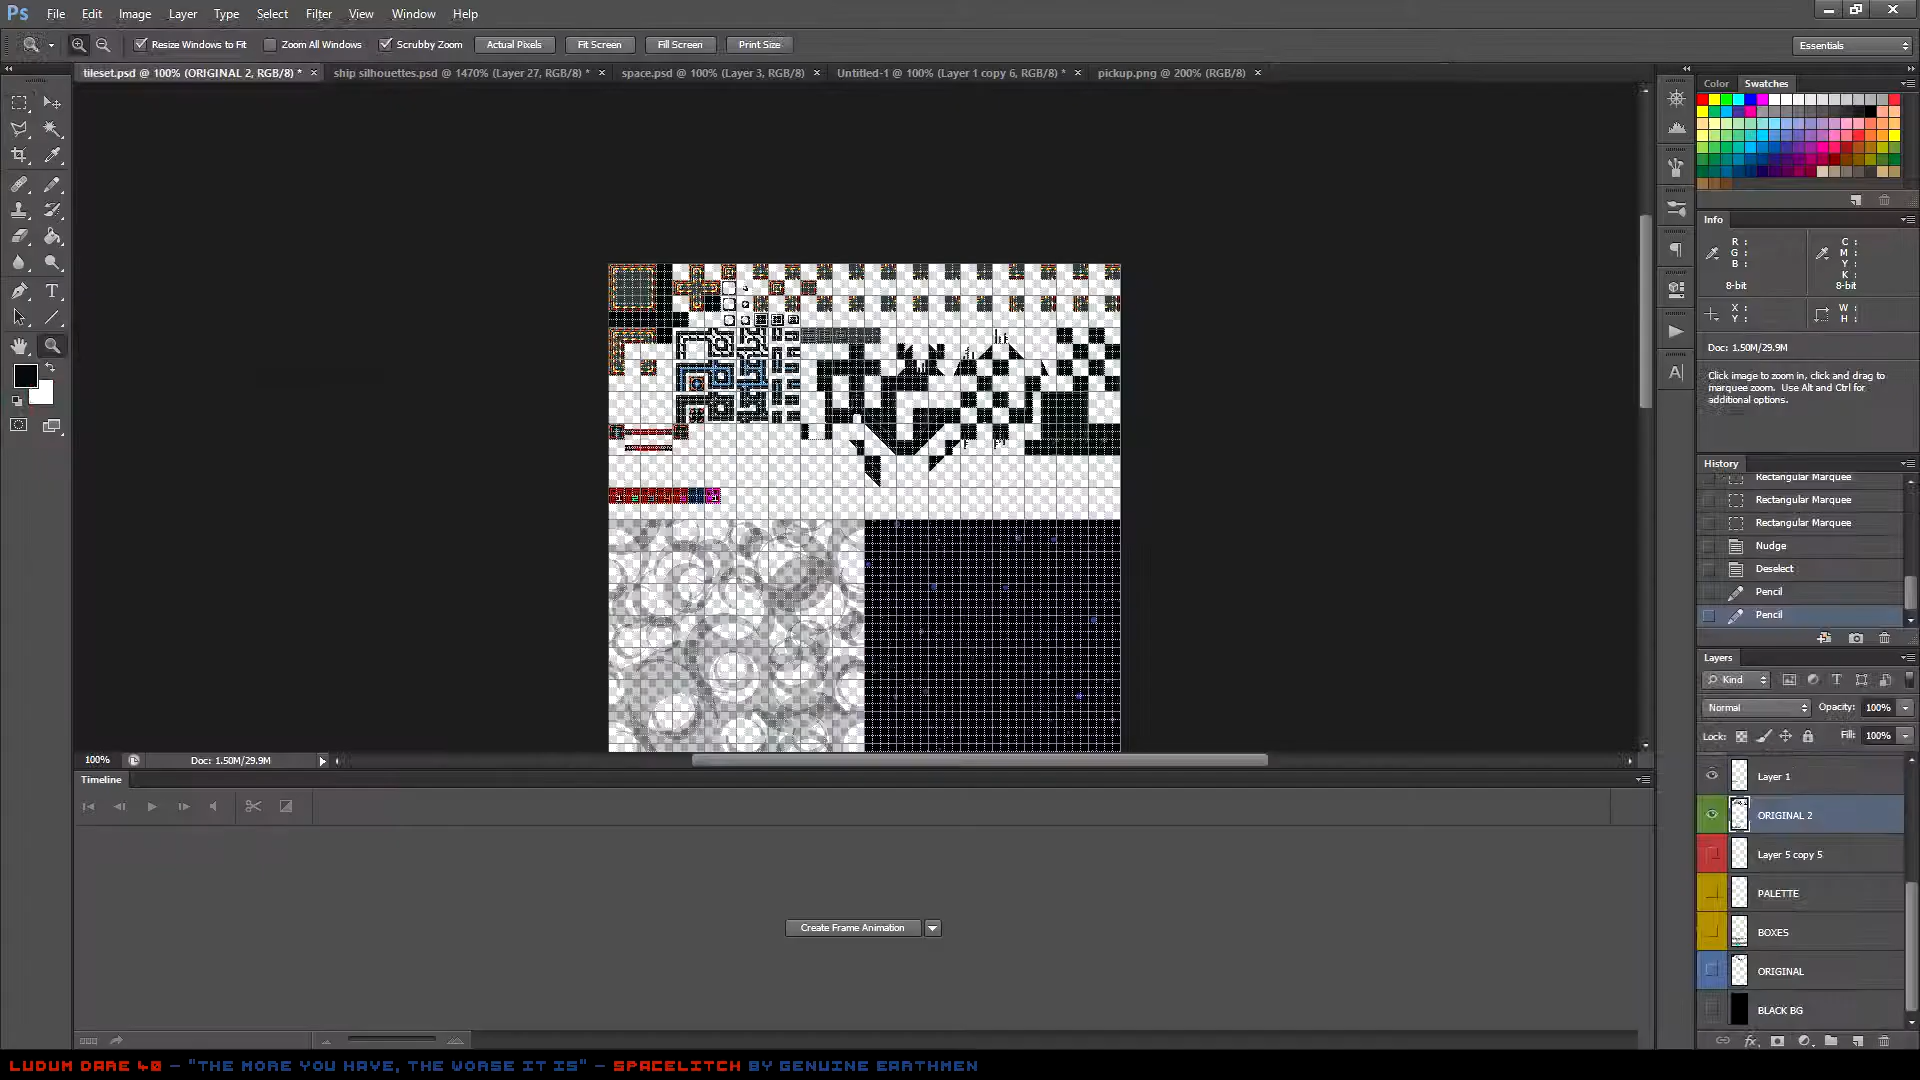 Ps File Edit Image Layer Type Select Filter View Window Help
Resize Windows to Fit Zoom All Windows Scrubby Zoom Actual Pixels Fit Screen Fill Screen Print Size Essentials
tileset.psd @ 100% (ORIGINAL 2, RGB/8) * × ship silhouettes.psd @ 1470% (Layer 27, RGB/8) * × space.psd @ 100% (Layer 3, RGB/8) × Untitled-1 @ 100% (Layer 1 copy 6, RGB/8) * × pickup.png @ 200% (RGB/8) ×
Color Swatches
Info
R : C :
G : M :
B : Y :
K :
8-bit 8-bit
X : W :
Y : H :
Doc: 1.50M/29.9M
Click image to zoom in, click and drag to
marquee zoom. Use Alt and Ctrl for
additional options.
History
Rectangular Marquee
Rectangular Marquee
Rectangular Marquee
Nudge
Deselect
Pencil
Pencil
Layers
Kind
Normal Opacity: 100%
Lock: Fill: 100%
Layer 1
ORIGINAL 2
Layer 5 copy 5
PALETTE
BOXES
ORIGINAL
BLACK BG
100% Doc: 1.50M/29.9M
Timeline
Create Frame Animation
LUDUM DARE 40 - "THE MORE YOU HAVE, THE WORSE IT IS" - SPACELITCH BY GENUINE EARTHMEN